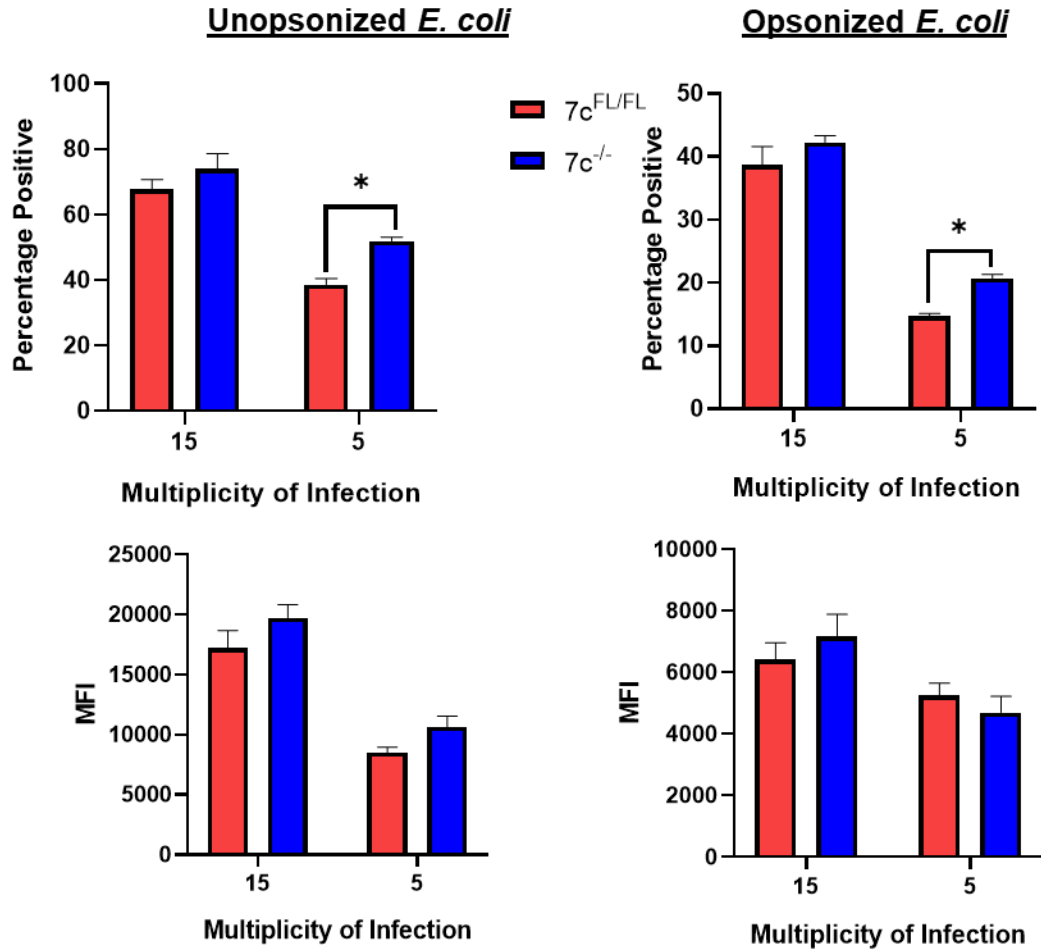 Unopsonized E. coli
Opsonized E. coli
7c^FL/FL
7c^-/-
Percentage Positive
100
80
60
40
20
0
*
15
5
Multiplicity of Infection
Percentage Positive
50
40
30
20
10
0
*
15
5
Multiplicity of Infection
MFI
25000
20000
15000
10000
5000
0
15
5
Multiplicity of Infection
MFI
10000
8000
6000
4000
2000
0
15
5
Multiplicity of Infection